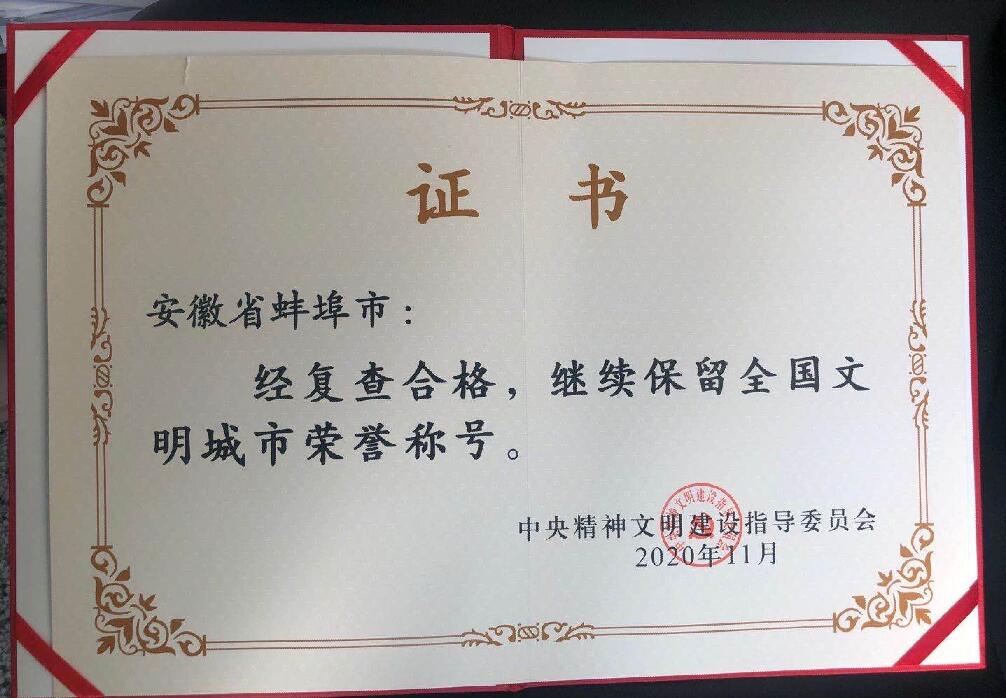 证书
安徽省蚌埠市:
经复查合格,继续保留全国文
明城市荣誉称号。
中央精神文明建设指导委员会
2020年11月